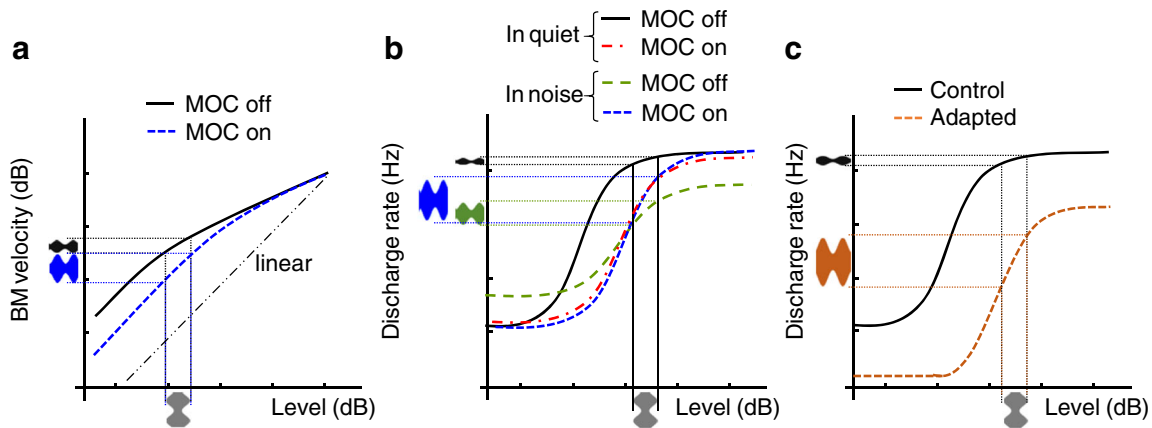 a
MOC off
MOC on
BM velocity (dB)
linear
Level (dB)
b
In quiet
MOC off
MOC on
In noise
MOC off
MOC on
Discharge rate (Hz)
Level (dB)
c
Control
Adapted
Discharge rate (Hz)
Level (dB)